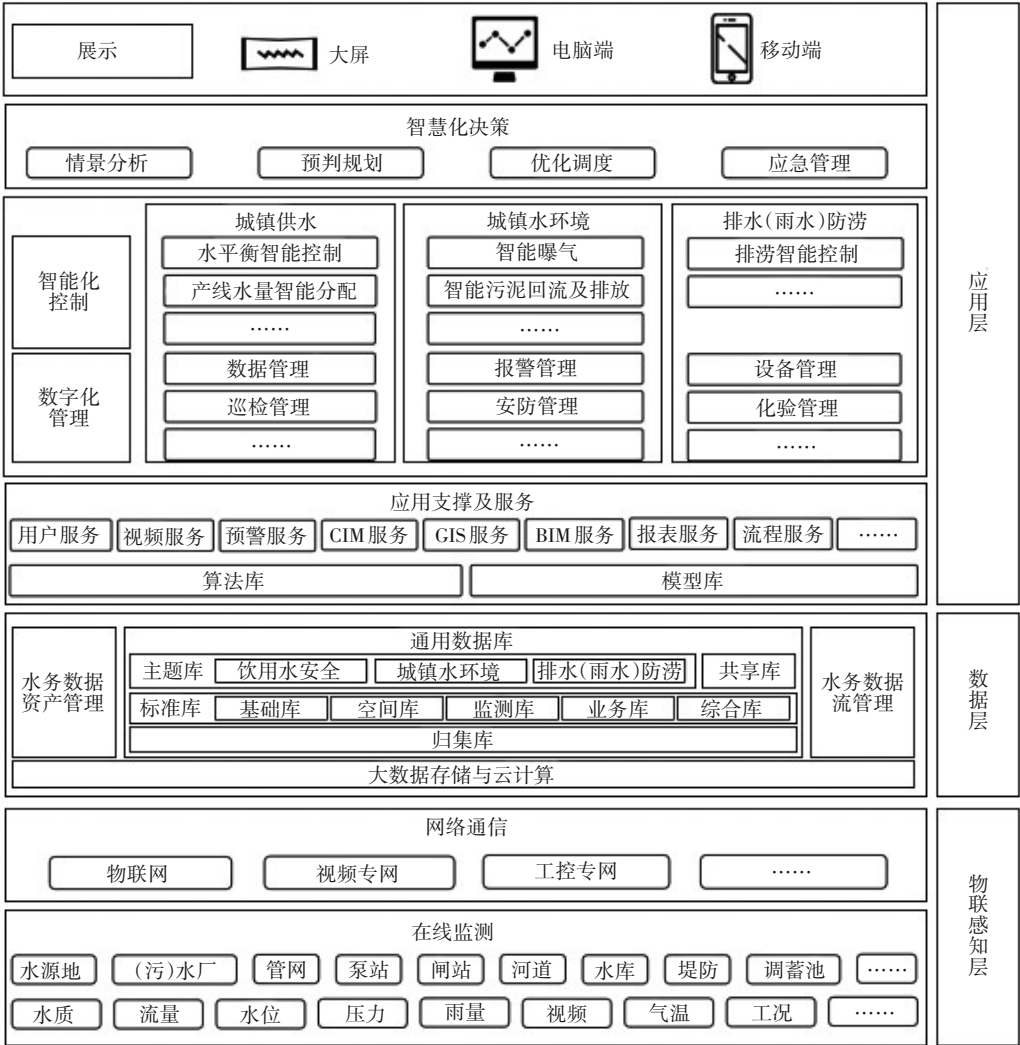 展示
大屏
电脑端
移动端
智慧化决策
情景分析
预判规划
优化调度
应急管理
智能化
控制
数字化
管理
城镇供水
水平衡智能控制
产线水量智能分配
……
数据管理
巡检管理
……
城镇水环境
智能曝气
智能污泥回流及排放
……
报警管理
安防管理
……
排水(雨水)防涝
排涝智能控制
……
设备管理
化验管理
……
应用支撑及服务
用户服务
视频服务
预警服务
CIM服务
GIS服务
BIM服务
报表服务
流程服务
……
算法库
模型库
应用层
水务数据
资产管理
通用数据库
主题库
饮用水安全
城镇水环境
排水(雨水)防涝
共享库
标准库
基础库
空间库
监测库
业务库
综合库
归集库
水务数据
流管理
大数据存储与云计算
数据层
网络通信
物联网
视频专网
工控专网
……
在线监测
水源地
(污)水厂
管网
泵站
闸站
河道
水库
堤防
调蓄池
……
水质
流量
水位
压力
雨量
视频
气温
工况
……
物联感知层